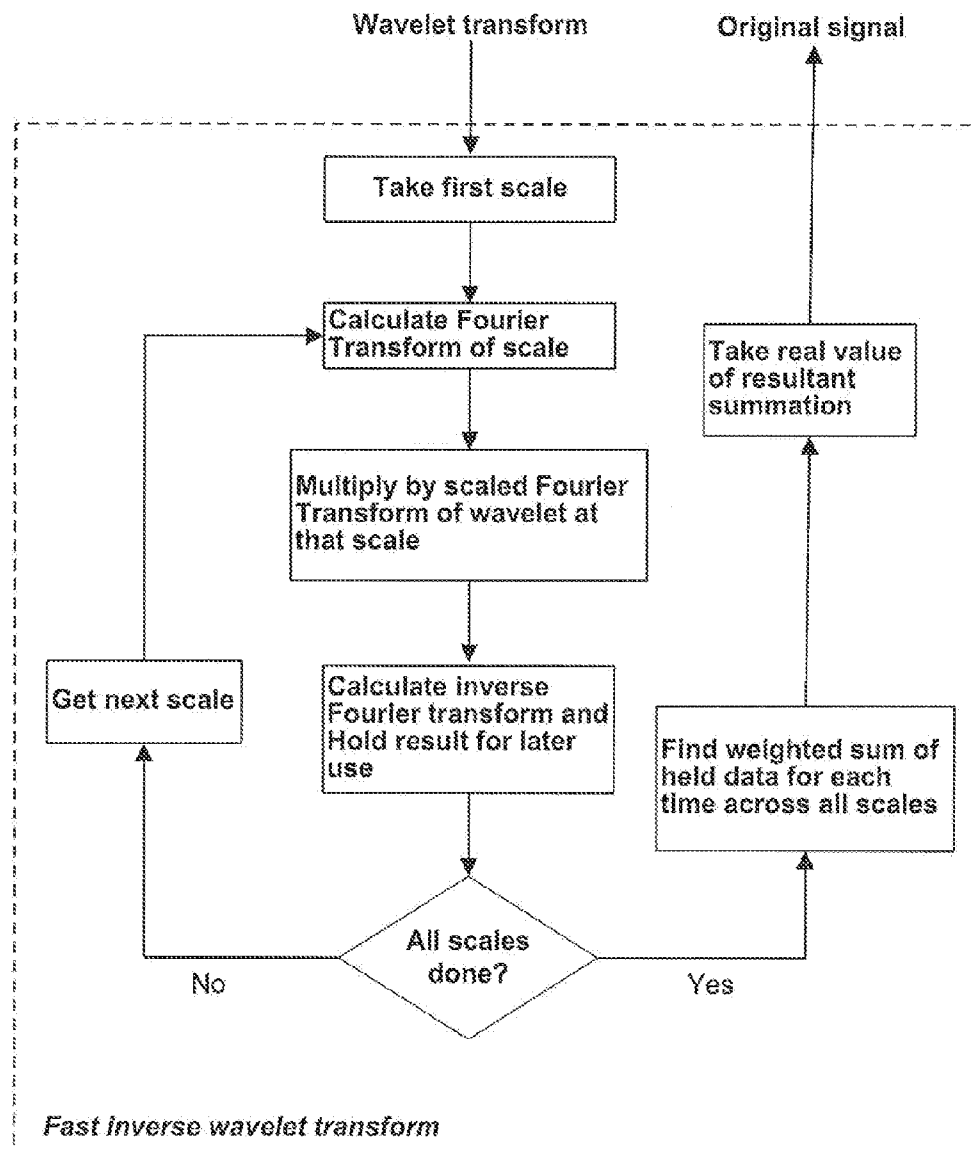 Wavelet transform
Original signal
Take first scale
Calculate Fourier
Transform of scale
Take real value
of resultant
summation
Multiply by scaled Fourier
Transform of wavelet at
that scale
Get next scale
Calculate inverse
Fourier transform and
Hold result for later
use
Find weighted sum of
held data for each
time across all scales
All scales
done?
No
Yes
Fast inverse wavelet transform